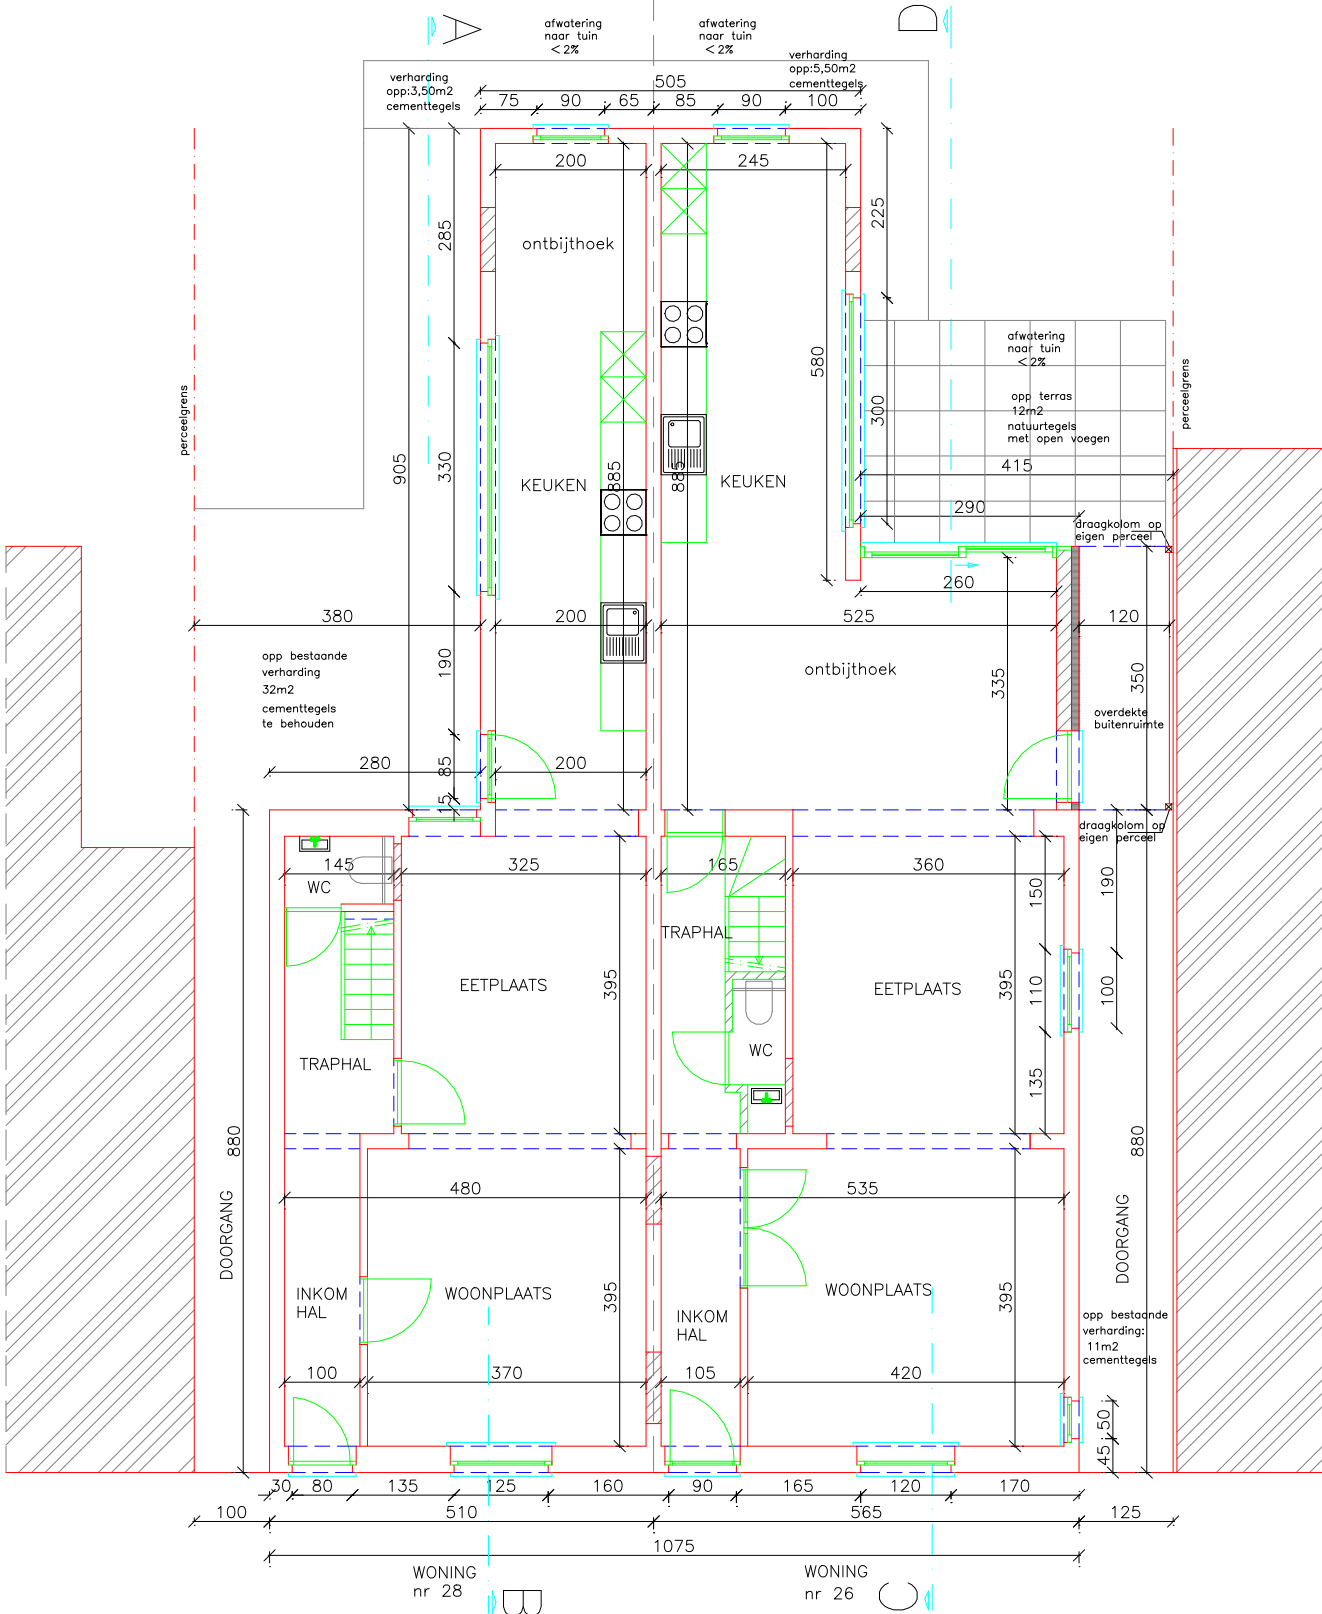 A
D
afwatering
naar tuin
<2%
afwatering
naar tuin
<2%
verharding
opp:3,50m2
cementtegels
verharding
opp:5,50m2
cementtegels
505
75 90 65 85 90 100
200
245
285
225
ontbijthoek
afwatering
naar tuin
<2%
580
300
perceelgrens
perceelgrens
opp terras
12m2
natuurtegels
met open voegen
905
330
885
885
KEUKEN
KEUKEN
415
290
draagkolom op
eigen perceel
260
380
200
525
120
opp bestaande
verharding
32m2
cementtegels
te behouden
190
ontbijthoek
335
350
overdekte
buitenruimte
280
85
200
15
draagkolom op
eigen perceel
145
325
165
360
WC
150
190
TRAPHAL
EETPLAATS
395
EETPLAATS
395
110
100
WC
TRAPHAL
135
880
880
480
535
DOORGANG
DOORGANG
INKOM
HAL
WOONPLAATS
395
INKOM
HAL
WOONPLAATS
395
opp bestaande
verharding:
11m2
cementtegels
100
370
105
420
50
45
30 80 135 125 160 90 165 120 170
100 510 565 125
1075
WONING
nr 28
WONING
nr 26
B
C